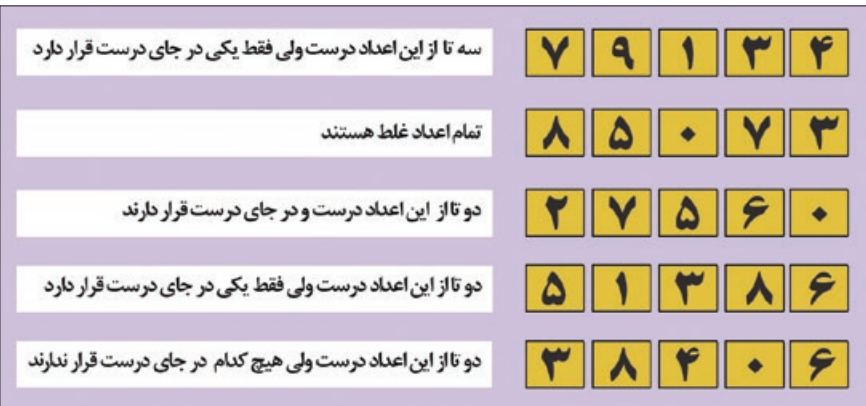 سه تا از این اعداد درست ولی فقط یکی در جای درست قرار دارد ۷ ۹ ۱ ۳ ۴
تمام اعداد غلط هستند ۸ ۵ ۰ ۷ ۳
دو تا از این اعداد درست و در جای درست قرار دارند ۲ ۷ ۵ ۶ ۰
دو تا از این اعداد درست ولی فقط یکی در جای درست قرار دارد ۵ ۱ ۳ ۸ ۶
دو تا از این اعداد درست ولی هیچ کدام در جای درست قرار ندارند ۳ ۸ ۴ ۰ ۶